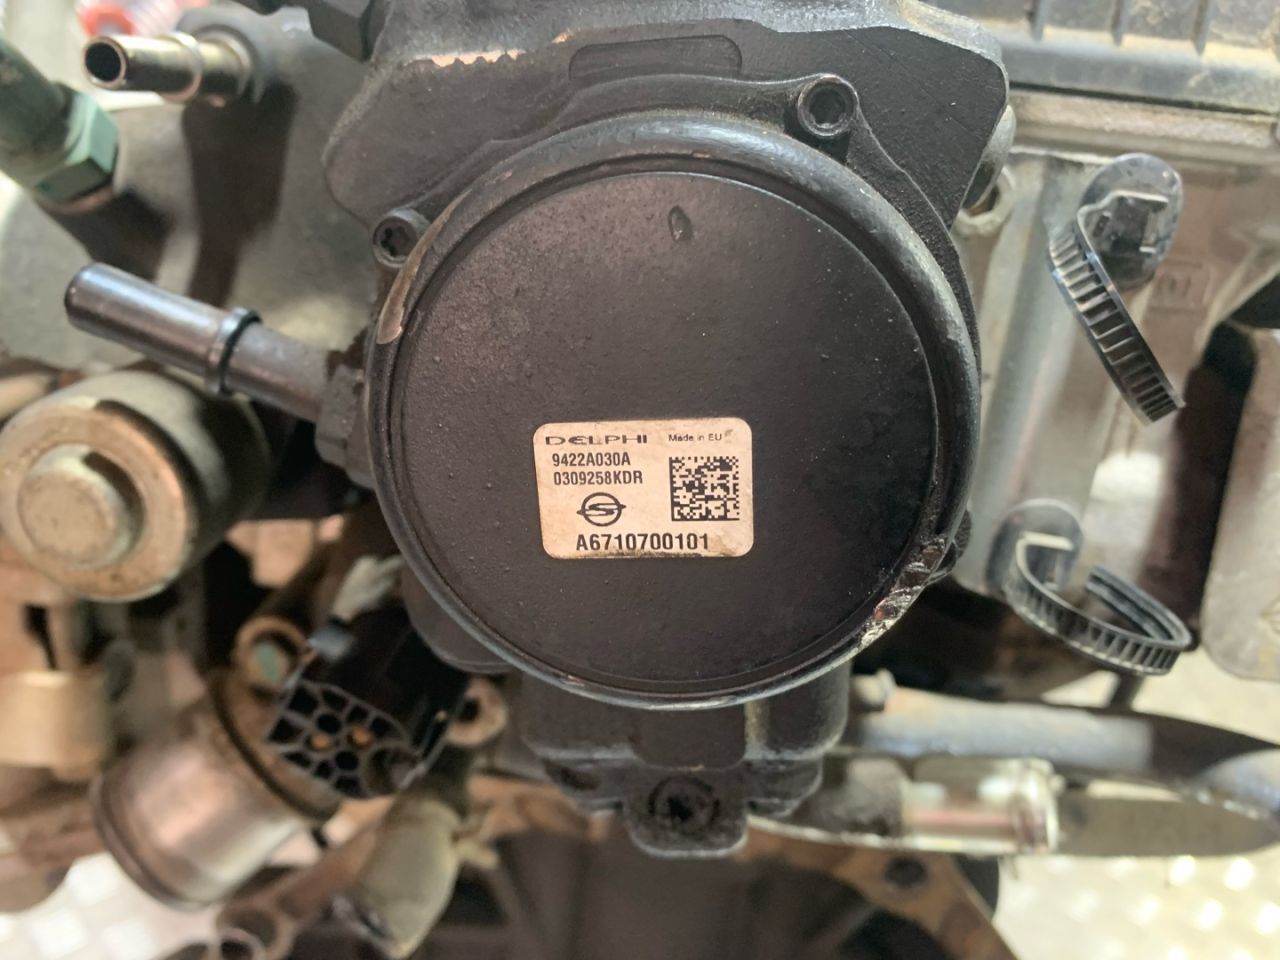 DELPHI Made in EU
9422A030A
0309258KDR
A6710700101